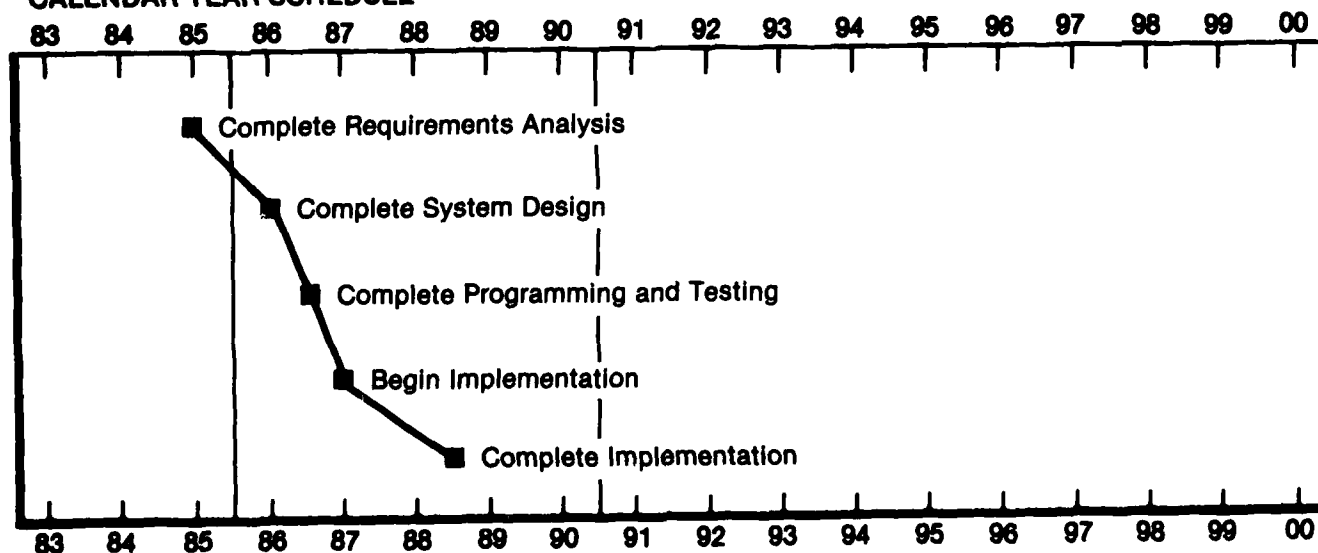 CALENDAR YEAR SCHEDULE
83 84 85 86 87 88 89 90 91 92 93 94 95 96 97 98 99 00
Complete Requirements Analysis
Complete System Design
Complete Programming and Testing
Begin Implementation
Complete Implementation
83 84 85 86 87 88 89 90 91 92 93 94 95 96 97 98 99 00